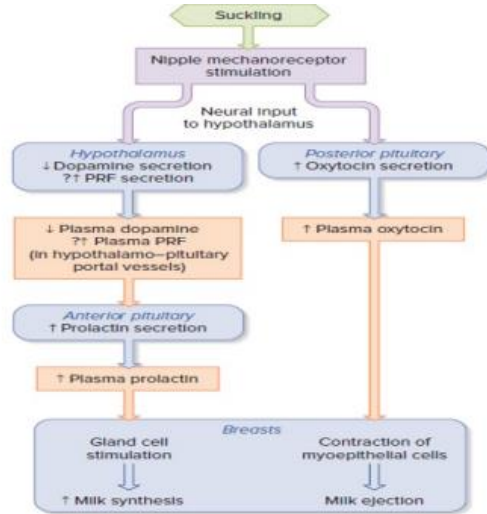 Suckling
Nipple mechanoreceptor
stimulation
Neural input
to hypothalamus
Hypothalamus
↓ Dopamine secretion
?↑ PRF secretion
Posterior pituitary
↑ Oxytocin secretion
↓ Plasma dopamine
?↑ Plasma PRF
(in hypothalamo–pituitary
portal vessels)
↑ Plasma oxytocin
Anterior pituitary
↑ Prolactin secretion
↑ Plasma prolactin
Breasts
Gland cell
stimulation
↑ Milk synthesis
Contraction of
myoepithelial cells
Milk ejection